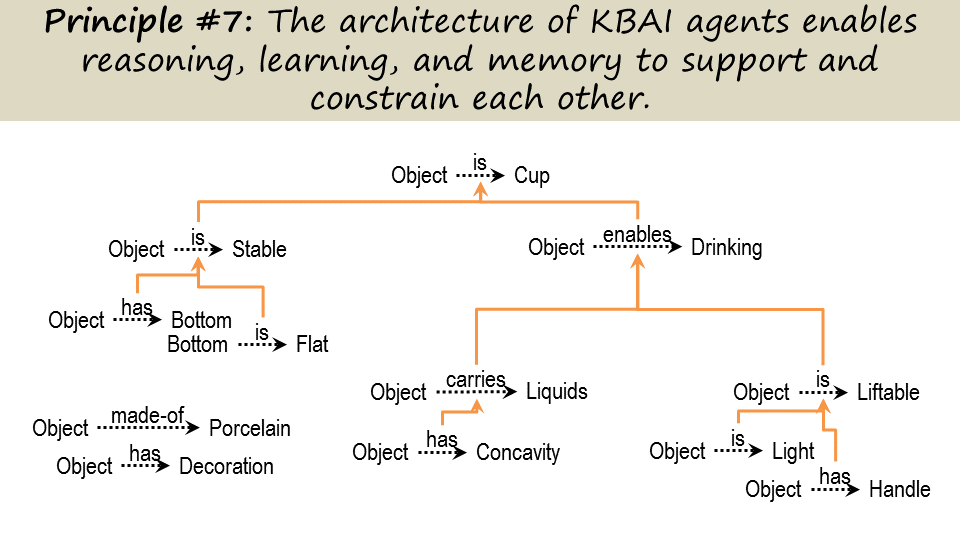 Principle #7: The architecture of KBAI agents enables
reasoning, learning, and memory to support and
constrain each other.
Object is Cup
Object is Stable
Object enables Drinking
Object has Bottom
Bottom is Flat
Object carries Liquids
Object is Liftable
Object made-of Porcelain
Object has Decoration
Object has Concavity
Object is Light
Object has Handle